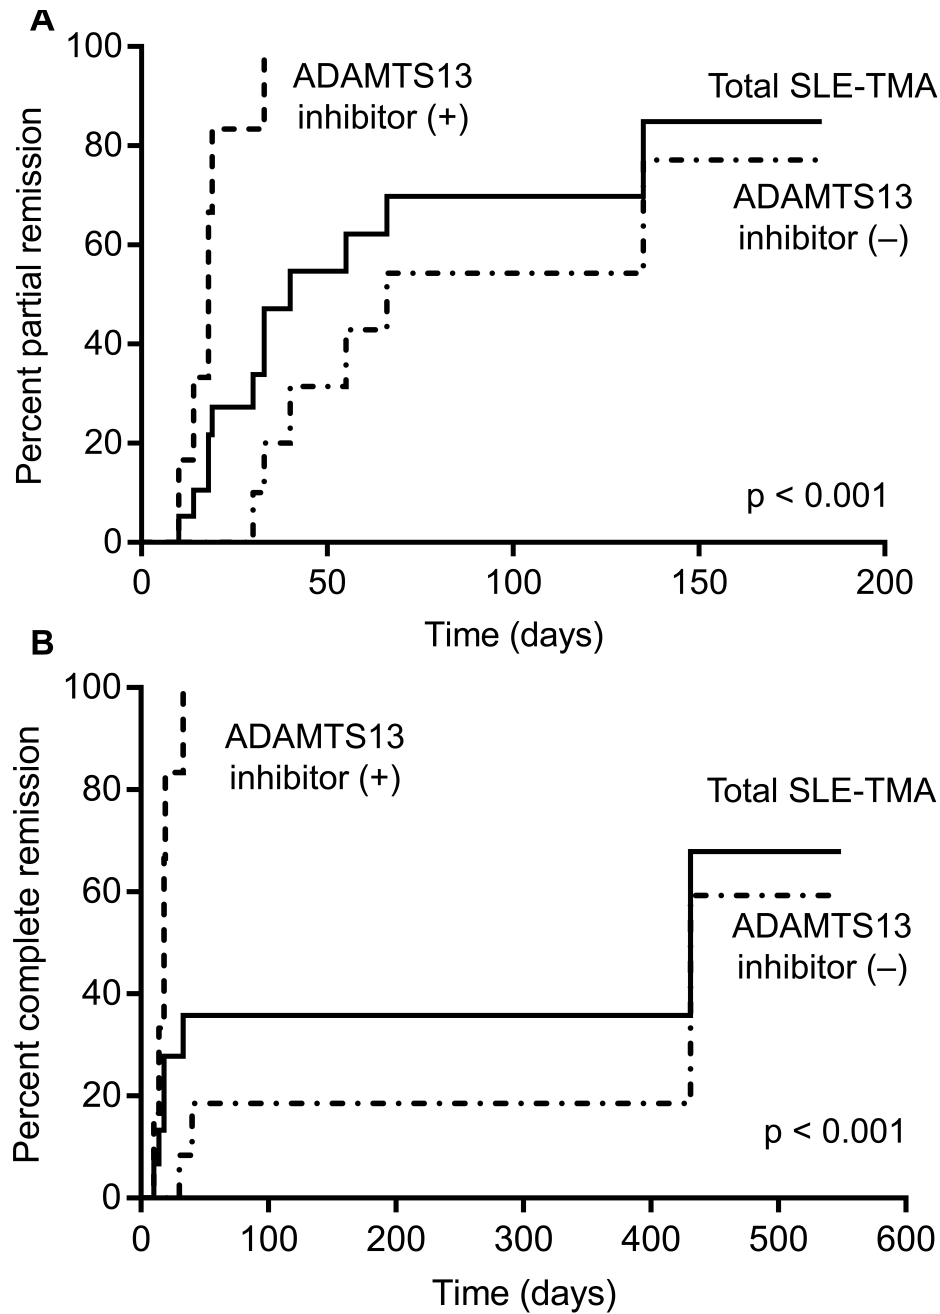 A
100
80
60
40
20
0
Percent partial remission
ADAMTS13
inhibitor (+)
Total SLE-TMA
ADAMTS13
inhibitor (–)
p < 0.001
0 50 100 150 200
Time (days)
B
100
80
60
40
20
0
Percent complete remission
ADAMTS13
inhibitor (+)
Total SLE-TMA
ADAMTS13
inhibitor (–)
p < 0.001
0 100 200 300 400 500 600
Time (days)